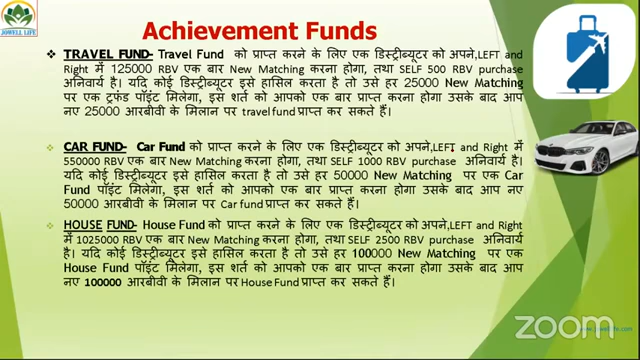 JOWELL LIFE
Achievement Funds
❖ TRAVEL FUND- Travel Fund को प्राप्त करने के लिए एक डिस्ट्रीब्यूटर को अपने,LEFT and
Right में 125000 RBV एक बार New Matching करना होगा, तथा SELF 500 RBV purchase
अनिवार्य है। यदि कोई डिस्ट्रीब्यूटर इसे हासिल करता है तो उसे हर 25000 New Matching
पर एक ट्रफंड पॉइंट मिलेगा, इस शर्त को आपको एक बार प्राप्त करना होगा उसके बाद आप
नए 25000 आरबीवी के मिलान पर travel fund प्राप्त कर सकते हैं।
❖ CAR FUND- Car Fund को प्राप्त करने के लिए एक डिस्ट्रीब्यूटर को अपने,LEFT and Right में
550000 RBV एक बार New Matching करना होगा, तथा SELF 1000 RBV purchase अनिवार्य है।
यदि कोई डिस्ट्रीब्यूटर इसे हासिल करता है तो उसे हर 50000 New Matching पर एक Car
Fund पॉइंट मिलेगा, इस शर्त को आपको एक बार प्राप्त करना होगा उसके बाद आप नए
50000 आरबीवी के मिलान पर Car fund प्राप्त कर सकते हैं।
❖ HOUSE FUND- House Fund को प्राप्त करने के लिए एक डिस्ट्रीब्यूटर को अपने,LEFT and Right
में 1025000 RBV एक बार New Matching करना होगा, तथा SELF 2500 RBV purchase अनिवार्य
है। यदि कोई डिस्ट्रीब्यूटर इसे हासिल करता है तो उसे हर 100000 New Matching पर एक
House Fund पॉइंट मिलेगा, इस शर्त को आपको एक बार प्राप्त करना होगा उसके बाद आप
नए 100000 आरबीवी के मिलान पर House Fund प्राप्त कर सकते हैं।
zoom